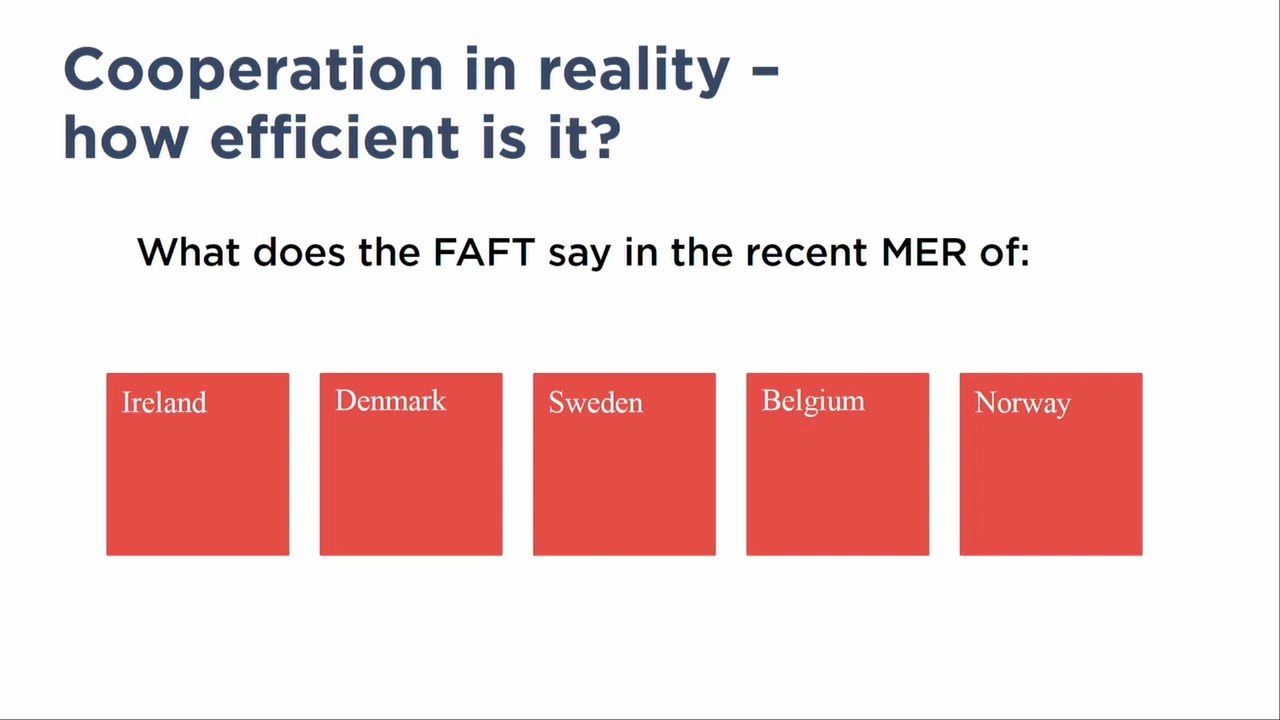 Cooperation in reality –
how efficient is it?
What does the FAFT say in the recent MER of:
Ireland
Denmark
Sweden
Belgium
Norway